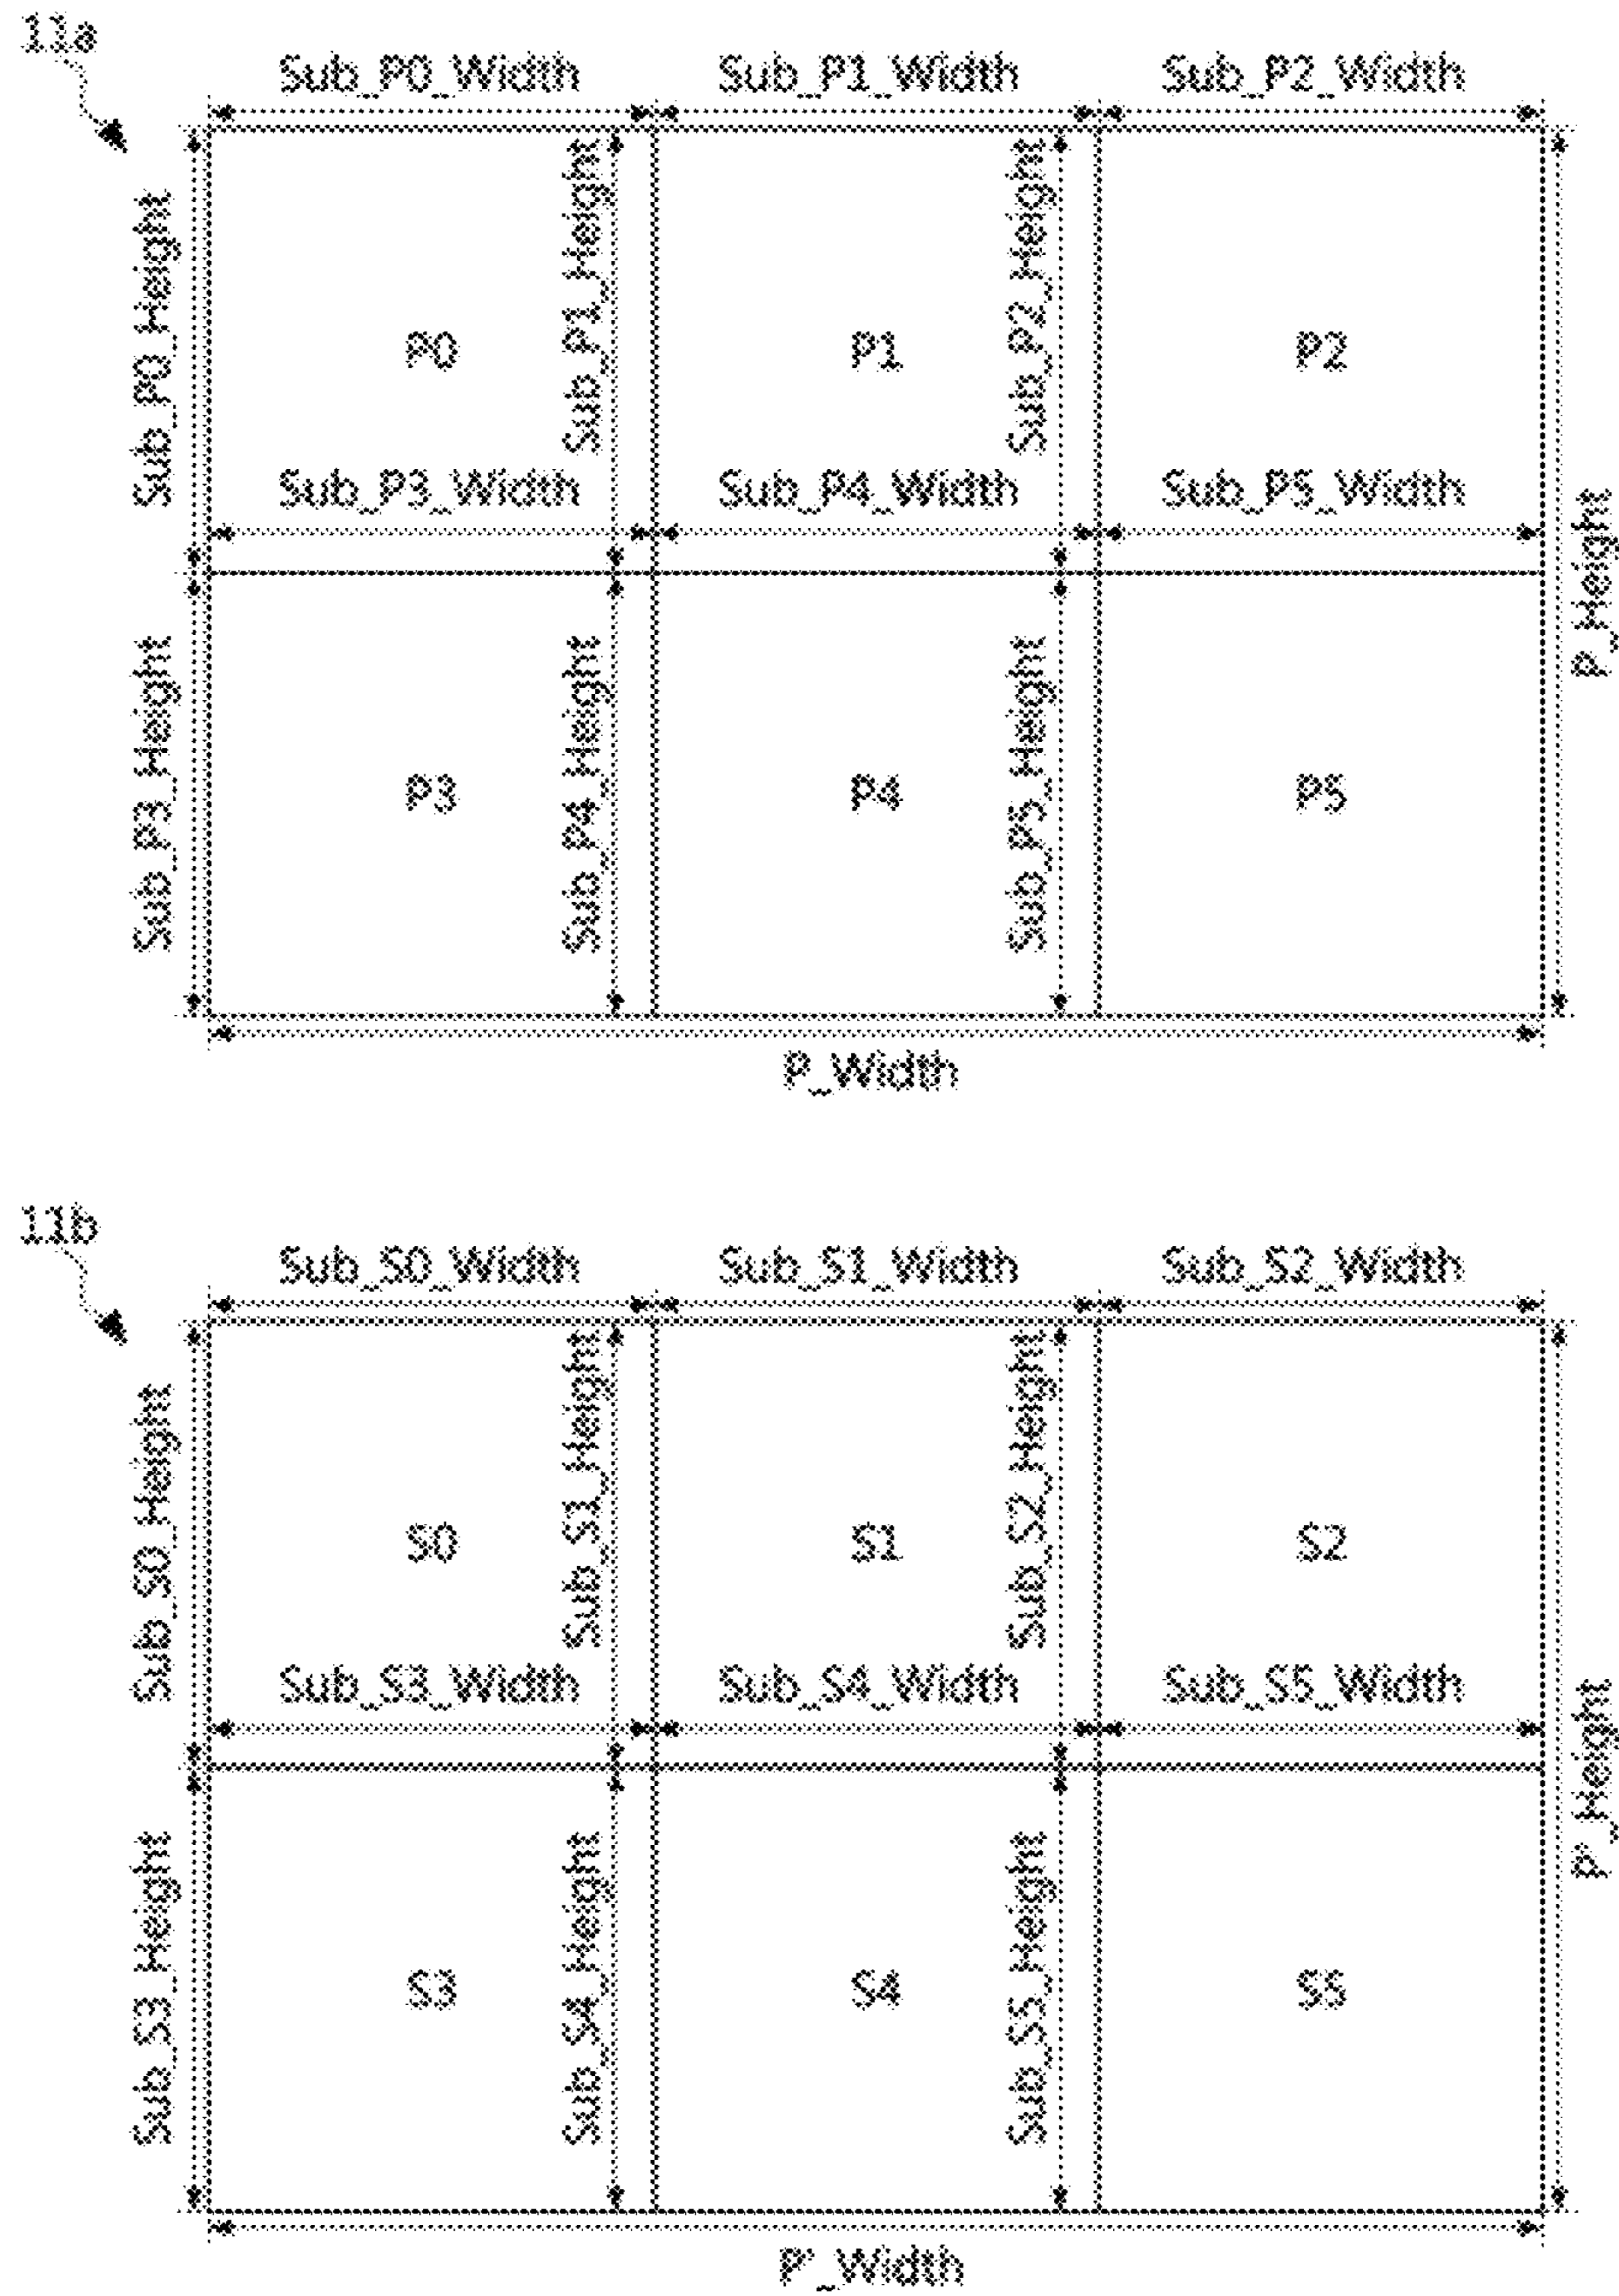 11a
Sub_P0_Width Sub_P1_Width Sub_P2_Width
Sub_P0_Height
Sub_P1_Height
Sub_P2_Height
P0 P1 P2
Sub_P3_Width Sub_P4_Width Sub_P5_Width
P_Height
Sub_P3_Height
Sub_P4_Height
Sub_P5_Height
P3 P4 P5
P_Width
11b
Sub_S0_Width Sub_S1_Width Sub_S2_Width
Sub_S0_Height
Sub_S1_Height
Sub_S2_Height
S0 S1 S2
Sub_S3_Width Sub_S4_Width Sub_S5_Width
P'_Height
Sub_S3_Height
Sub_S4_Height
Sub_S5_Height
S3 S4 S5
P'_Width